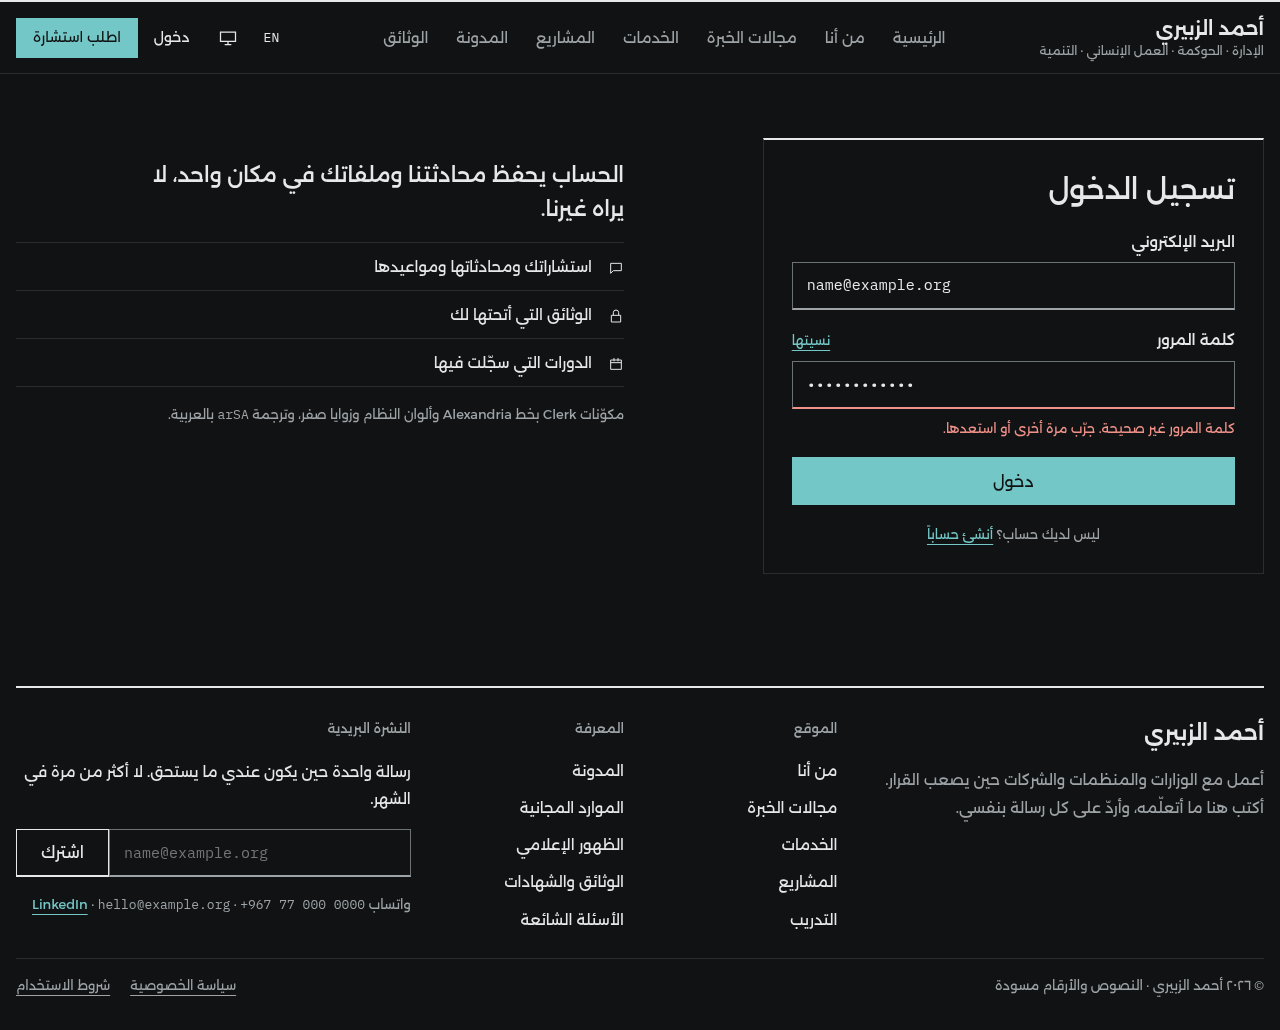 أحمد الزبيري
الإدارة · الحوكمة · العمل الإنساني · التنمية
الرئيسية
من أنا
مجالات الخبرة
الخدمات
المشاريع
المدونة
الوثائق
EN
دخول
اطلب استشارة
تسجيل الدخول
البريد الإلكتروني
name@example.org
كلمة المرور
نسيتها
••••••••••••
كلمة المرور غير صحيحة. جرّب مرة أخرى أو استعدها.
دخول
ليس لديك حساب؟ أنشئ حساباً
الحساب يحفظ محادثتنا وملفاتك في مكان واحد، لا
يراه غيرنا.
استشاراتك ومحادثاتها ومواعيدها
الوثائق التي أتحتها لك
الدورات التي سجّلت فيها
مكوّنات Clerk بخط Alexandria وألوان النظام وزوايا صفر، وترجمة arSA بالعربية.
أحمد الزبيري
أعمل مع الوزارات والمنظمات والشركات حين يصعب القرار.
أكتب هنا ما أتعلّمه، وأردّ على كل رسالة بنفسي.
الموقع
من أنا
مجالات الخبرة
الخدمات
المشاريع
التدريب
المعرفة
المدونة
الموارد المجانية
الظهور الإعلامي
الوثائق والشهادات
الأسئلة الشائعة
النشرة البريدية
رسالة واحدة حين يكون عندي ما يستحق. لا أكثر من مرة في
الشهر.
name@example.org
اشترك
واتساب ‎+967 77 000 0000 · hello@example.org · LinkedIn
© ٢٠٢٦ أحمد الزبيري · النصوص والأرقام مسودة
سياسة الخصوصية
شروط الاستخدام